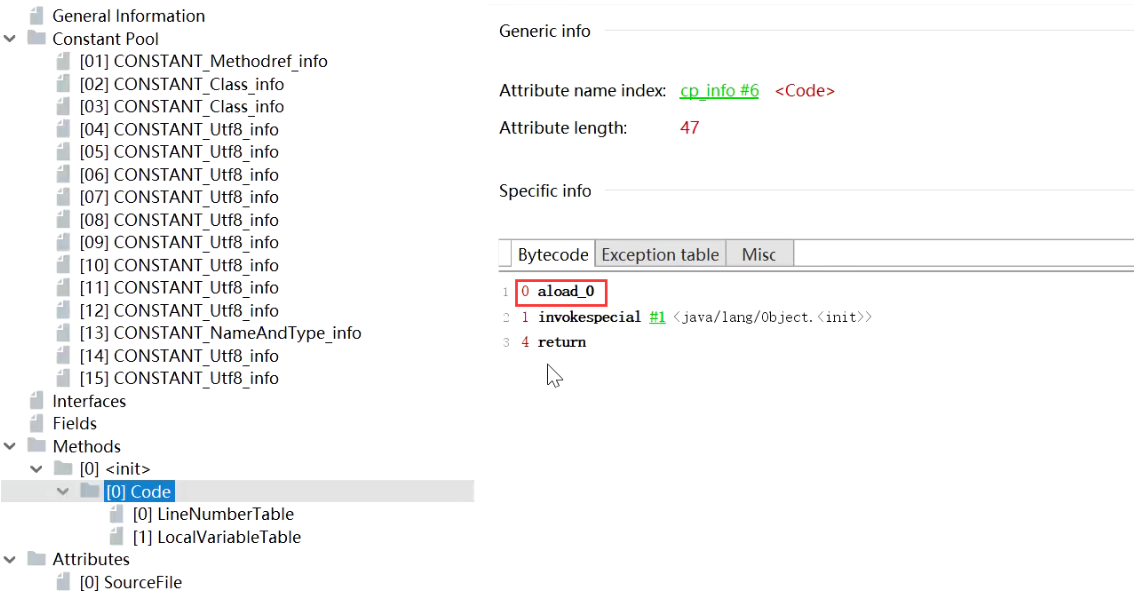 General Information
Constant Pool
[01] CONSTANT_Methodref_info
[02] CONSTANT_Class_info
[03] CONSTANT_Class_info
[04] CONSTANT_Utf8_info
[05] CONSTANT_Utf8_info
[06] CONSTANT_Utf8_info
[07] CONSTANT_Utf8_info
[08] CONSTANT_Utf8_info
[09] CONSTANT_Utf8_info
[10] CONSTANT_Utf8_info
[11] CONSTANT_Utf8_info
[12] CONSTANT_Utf8_info
[13] CONSTANT_NameAndType_info
[14] CONSTANT_Utf8_info
[15] CONSTANT_Utf8_info
Interfaces
Fields
Methods
[0] <init>
[0] Code
[0] LineNumberTable
[1] LocalVariableTable
Attributes
[0] SourceFile
Generic info
Attribute name index: cp_info #6 <Code>
Attribute length: 47
Specific info
Bytecode Exception table Misc
1 0 aload_0
2 1 invokespecial #1 <java/lang/Object.<init>>
3 4 return